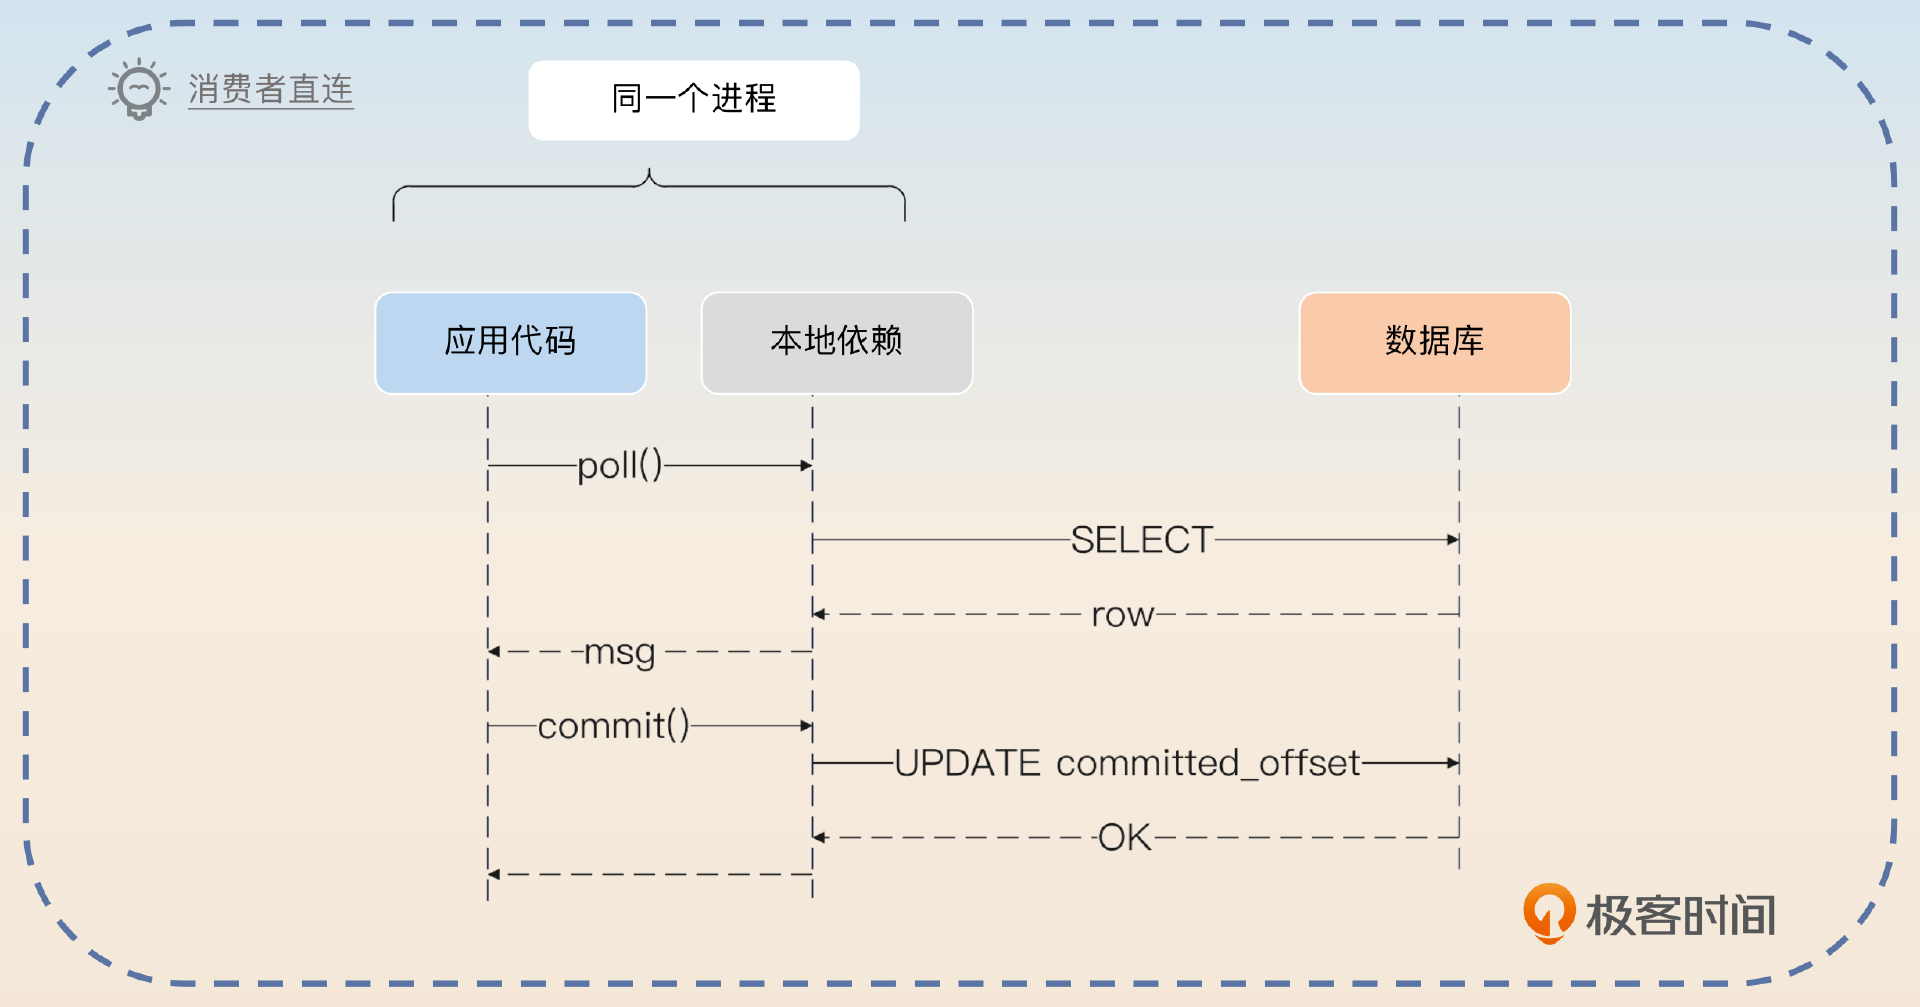 消费者直连
同一个进程
应用代码
本地依赖
数据库
poll()
SELECT
row
msg
commit()
UPDATE committed_offset
OK
极客时间